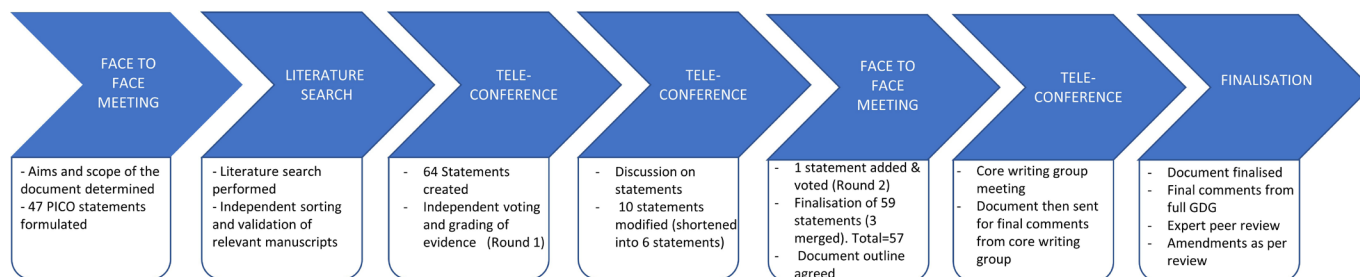 FACE TO
FACE
MEETING
- Aims and scope of the
document determined
- 47 PICO statements
formulated
LITERATURE
SEARCH
- Literature search
performed
- Independent sorting
and validation of
relevant manuscripts
TELE-
CONFERENCE
- 64 Statements
created
- Independent voting
and grading of
evidence (Round 1)
TELE-
CONFERENCE
- Discussion on
statements
- 10 statements
modified (shortened
into 6 statements)
FACE TO
FACE
MEETING
- 1 statement added &
voted (Round 2)
- Finalisation of 59
statements (3
merged). Total=57
- Document outline
agreed
TELE-
CONFERENCE
- Core writing group
meeting
- Document then sent
for final comments
from core writing
group
FINALISATION
- Document finalised
- Final comments from
full GDG
- Expert peer review
- Amendments as per
review